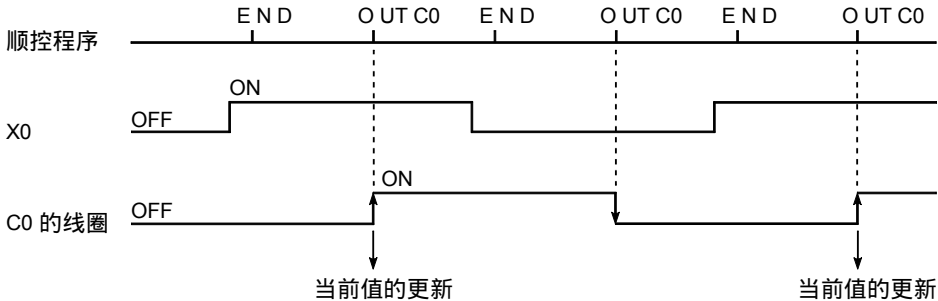 END OUT C0 END OUT C0 END OUT C0
顺控程序
ON
OFF
X0
ON
OFF
C0 的线圈
当前值的更新 当前值的更新